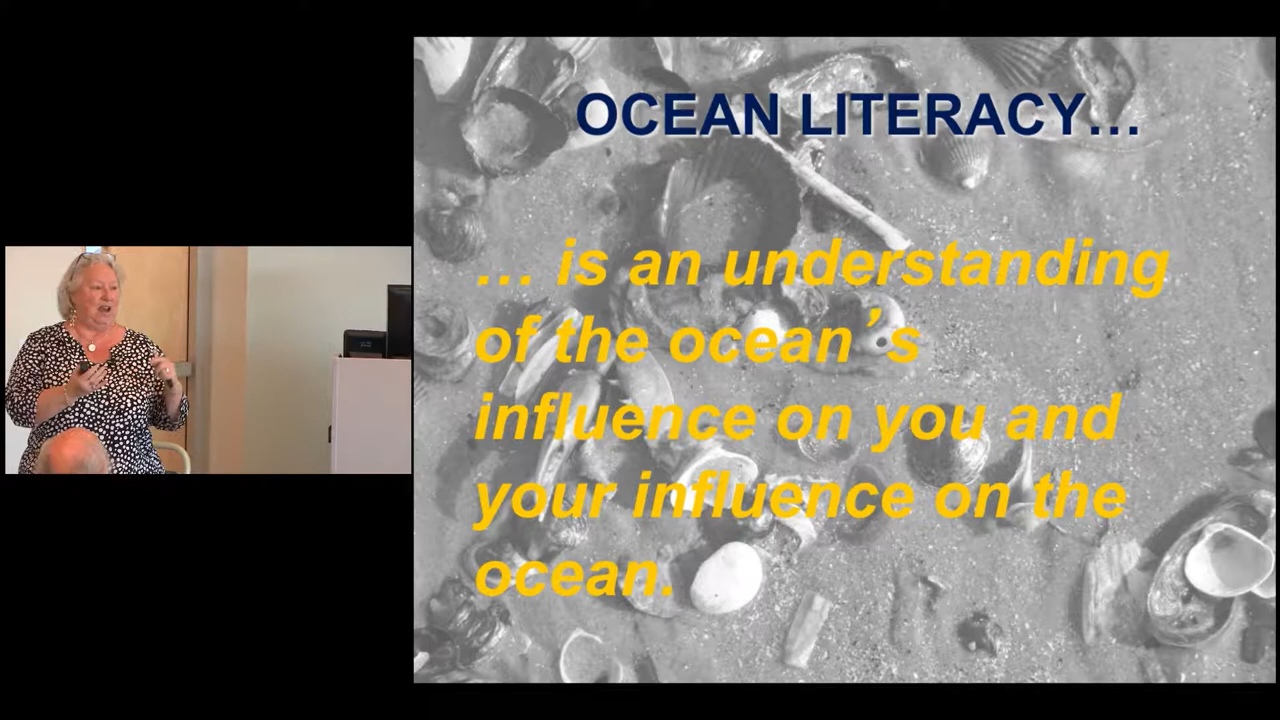 OCEAN LITERACY...
... is an understanding
of the ocean's
influence on you and
your influence on the
ocean.